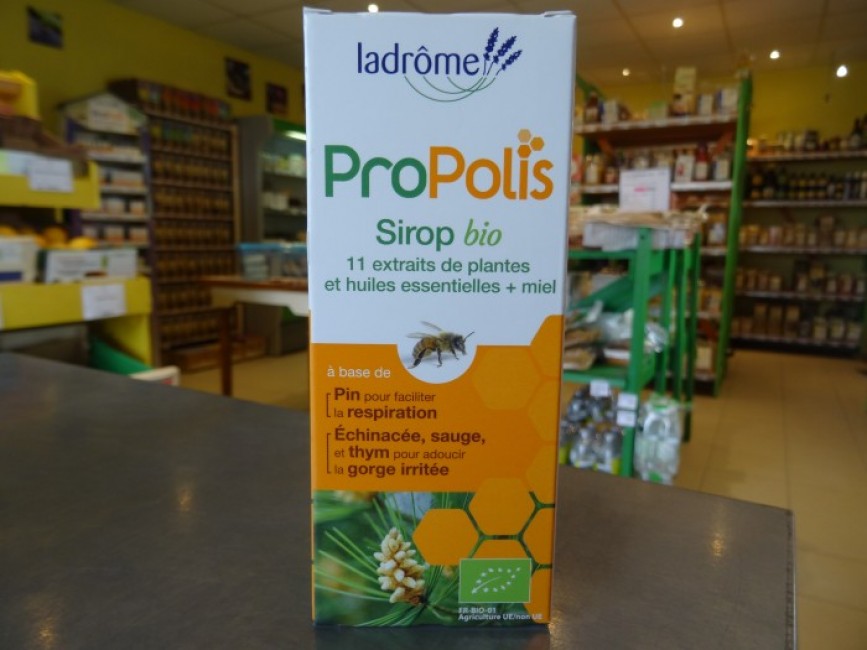 ladrôme
ProPolis
Sirop bio
11 extraits de plantes
et huiles essentielles + miel
à base de
Pin pour faciliter
la respiration
Échinacée, sauge,
et thym pour adoucir
la gorge irritée
FR-BIO-01
Agriculture UE/non UE